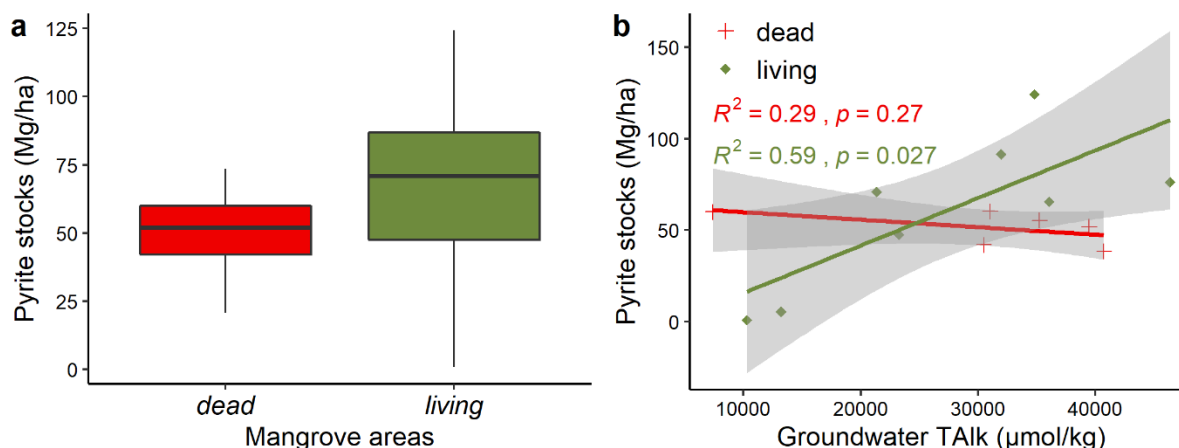 a
Pyrite stocks (Mg/ha)
125
100
75
50
25
0
dead
living
Mangrove areas
b
Pyrite stocks (Mg/ha)
150
100
50
0
dead
living
R² = 0.29 , p = 0.27
R² = 0.59 , p = 0.027
10000
20000
30000
40000
Groundwater TAlk (µmol/kg)